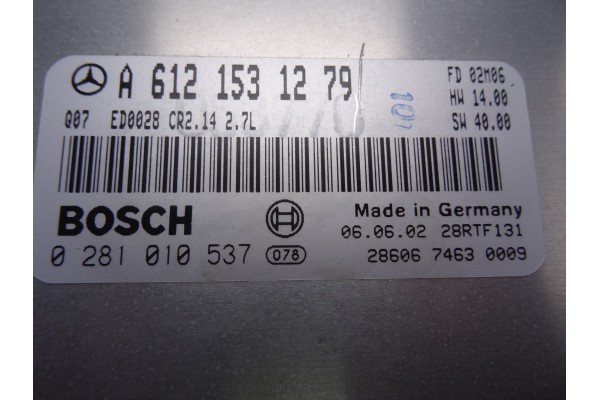 A 612 153 12 79
FD 02M06
HW 14.00
Q07 ED0028 CR2.14 2.7L
SW 40.00
BOSCH
Made in Germany
06.06.02 28RTF131
0 281 010 537 078
28606 7463 0009